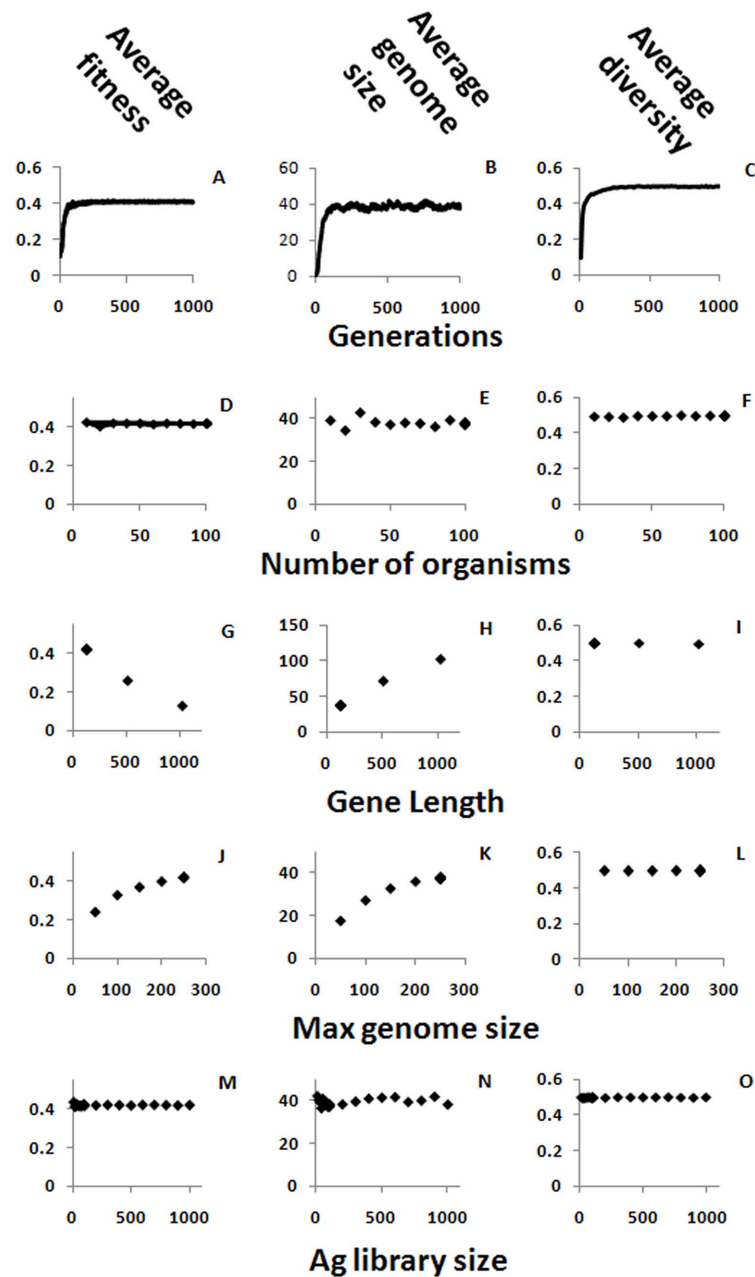 Average
fitness
Average
genome
size
Average
diversity
0.6
0.4
0.2
0
A
0 500 1000
60
40
20
0
B
0 500 1000
0.6
0.4
0.2
0
C
0 500 1000
Generations
0.4
0.2
0
D
0 50 100
40
20
0
E
0 50 100
0.6
0.4
0.2
0
F
0 50 100
Number of organisms
0.4
0.2
0
G
0 500 1000
150
100
50
0
H
0 500 1000
0.6
0.4
0.2
0
I
0 500 1000
Gene Length
0.4
0.2
0
J
0 100 200 300
40
20
0
K
0 100 200 300
0.6
0.4
0.2
0
L
0 100 200 300
Max genome size
0.4
0.2
0
M
0 500 1000
40
20
0
N
0 500 1000
0.6
0.4
0.2
0
O
0 500 1000
Ag library size